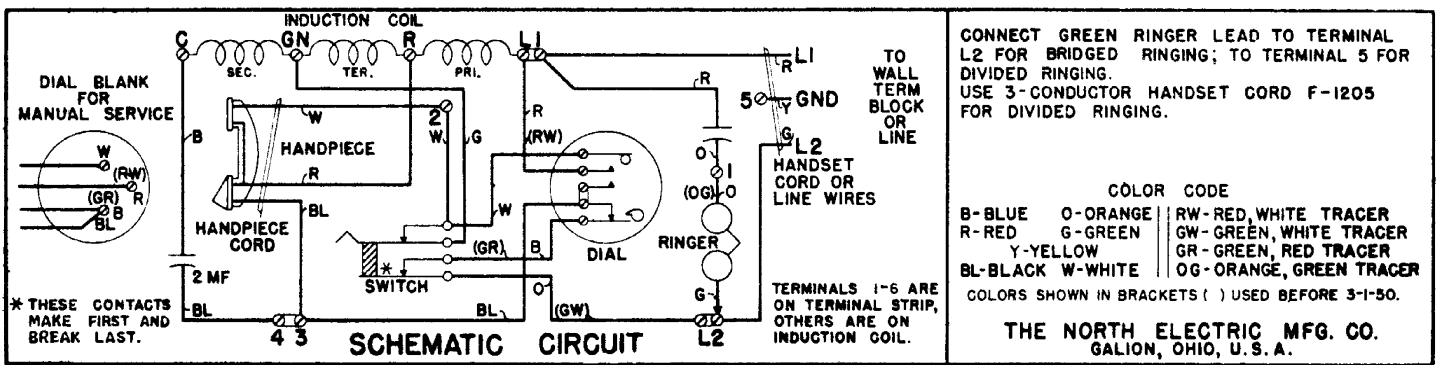 INDUCTION COIL
C
GN
R
L1
SEC.
TER.
PRI.
DIAL BLANK
FOR
MANUAL SERVICE
W
(RW)
R
(GR)
B
BL
B
2 MF
BL
4 3
* THESE CONTACTS
MAKE FIRST AND
BREAK LAST.
W
HANDPIECE
R
BL
HANDPIECE
CORD
2
W
G
R
(RW)
W
(GR)
B
*
SWITCH
O
BL
(GW)
DIAL
R
O
1
(OG)
O
RINGER
G
L2
R
L1
5
GND
Y
G
L2
TO
WALL
TERM
BLOCK
OR
LINE
HANDSET
CORD OR
LINE WIRES
TERMINALS 1-6 ARE
ON TERMINAL STRIP,
OTHERS ARE ON
INDUCTION COIL.
SCHEMATIC CIRCUIT
CONNECT GREEN RINGER LEAD TO TERMINAL
L2 FOR BRIDGED RINGING; TO TERMINAL 5 FOR
DIVIDED RINGING.
USE 3-CONDUCTOR HANDSET CORD F-1205
FOR DIVIDED RINGING.
COLOR CODE
B-BLUE O-ORANGE RW-RED, WHITE TRACER
R-RED G-GREEN GW-GREEN, WHITE TRACER
Y-YELLOW GR-GREEN, RED TRACER
BL-BLACK W-WHITE OG-ORANGE, GREEN TRACER
COLORS SHOWN IN BRACKETS ( ) USED BEFORE 3-1-50.
THE NORTH ELECTRIC MFG. CO.
GALION, OHIO, U.S.A.